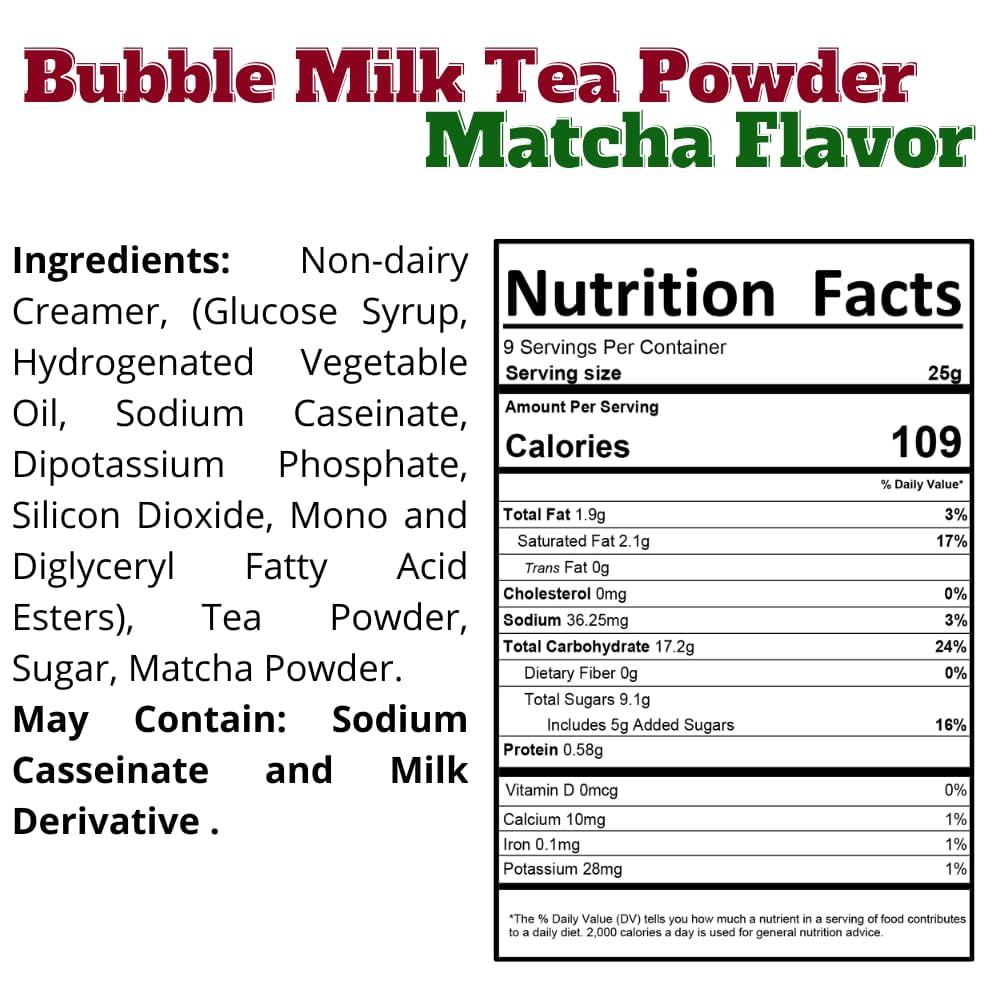 Bubble Milk Tea Powder
Matcha Flavor
Ingredients: Non-dairy
Creamer, (Glucose Syrup,
Hydrogenated Vegetable
Oil, Sodium Caseinate,
Dipotassium Phosphate,
Silicon Dioxide, Mono and
Diglyceryl Fatty Acid
Esters), Tea Powder,
Sugar, Matcha Powder.
May Contain: Sodium
Casseinate and Milk
Derivative .
Nutrition Facts
9 Servings Per Container
Serving size 25g
Amount Per Serving
Calories 109
% Daily Value*
Total Fat 1.9g 3%
Saturated Fat 2.1g 17%
Trans Fat 0g
Cholesterol 0mg 0%
Sodium 36.25mg 3%
Total Carbohydrate 17.2g 24%
Dietary Fiber 0g 0%
Total Sugars 9.1g
Includes 5g Added Sugars 16%
Protein 0.58g
Vitamin D 0mcg 0%
Calcium 10mg 1%
Iron 0.1mg 1%
Potassium 28mg 1%
*The % Daily Value (DV) tells you how much a nutrient in a serving of food contributes
to a daily diet. 2,000 calories a day is used for general nutrition advice.